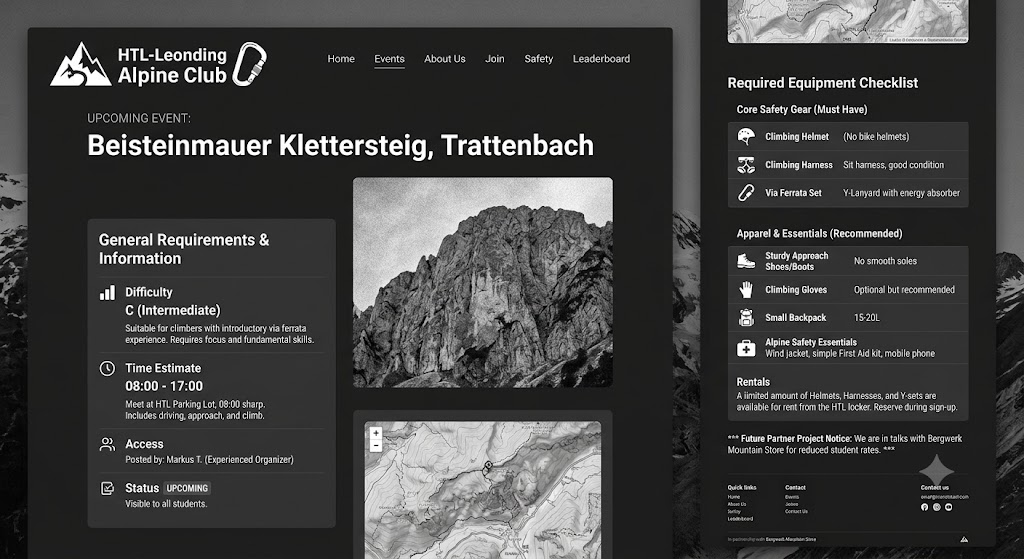 HTL-Leonding
Alpine Club
Home
Events
About Us
Join
Safety
Leaderboard
UPCOMING EVENT:
Beisteinmauer Klettersteig, Trattenbach
General Requirements &
Information
Difficulty
C (Intermediate)
Suitable for climbers with introductory via ferrata
experience. Requires focus and fundamental skills.
Time Estimate
08:00 - 17:00
Meet at HTL Parking Lot, 08:00 sharp.
Includes driving, approach, and climb.
Access
Posted by: Markus T. (Experienced Organizer)
Status UPCOMING
Visible to all students.
+
−
Required Equipment Checklist
Core Safety Gear (Must Have)
Climbing Helmet (No bike helmets)
Climbing Harness Sit harness, good condition
Via Ferrata Set Y-Lanyard with energy absorber
Apparel & Essentials (Recommended)
Sturdy Approach
Shoes/Boots
No smooth soles
Climbing Gloves Optional but recommended
Small Backpack 15-20L
Alpine Safety Essentials
Wind jacket, simple First Aid kit, mobile phone
Rentals
A limited amount of Helmets, Harnesses, and Y-sets are
available for rent from the HTL locker. Reserve during sign-up.
*** Future Partner Project Notice: We are in talks with Bergwerk
Mountain Store for reduced student rates. ***
Quick links
Home
About Us
Leaderboard
Contact
Events
Contact Us
Contact us
In partnership with Bergwerk Mountain Store